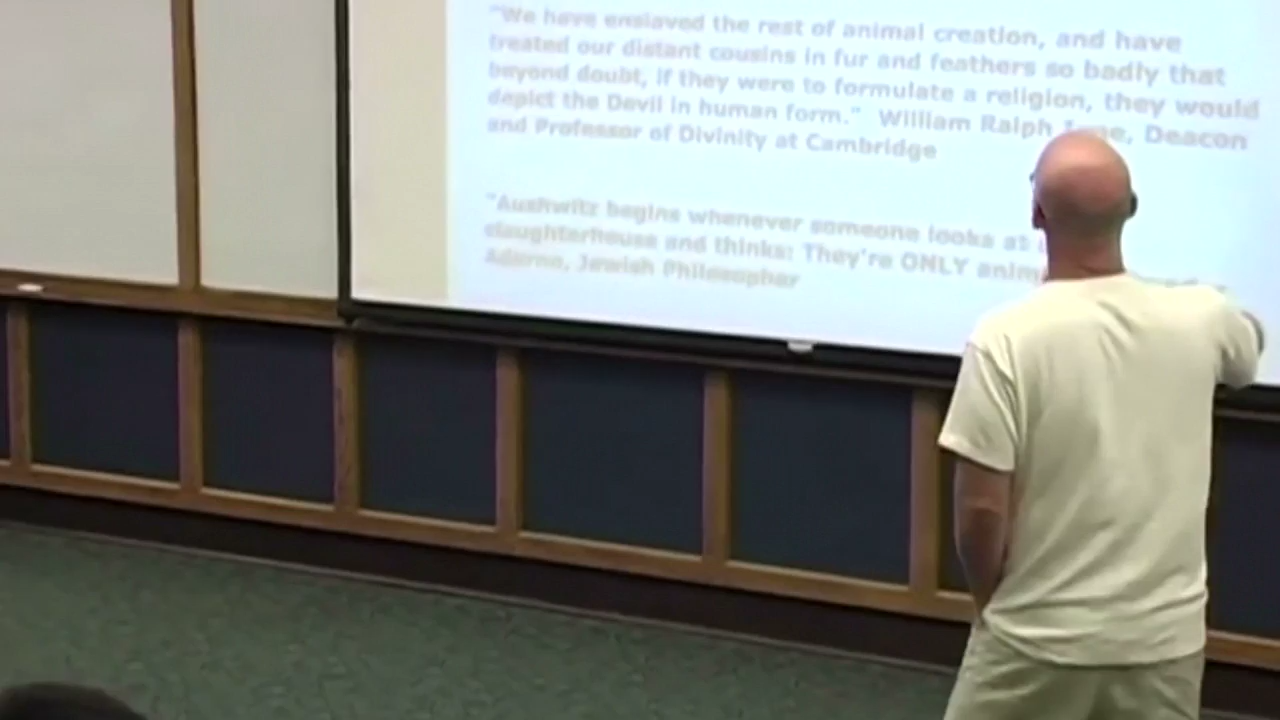 "We have enslaved the rest of animal creation, and have
treated our distant cousins in fur and feathers so badly that
beyond doubt, if they were to formulate a religion, they would
depict the Devil in human form." William Ralph Deacon
and Professor of Divinity at Cambridge
"Auschwitz begins whenever someone looks at
slaughterhouse and thinks: They're ONLY
Adorno, Jewish Philosopher